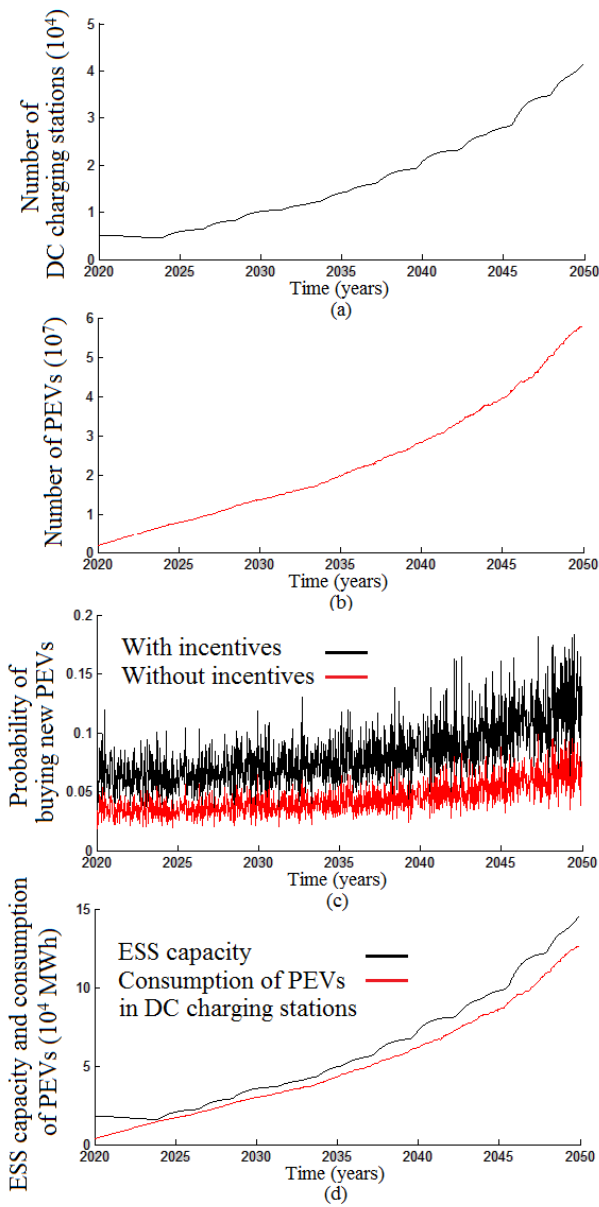 Number of
DC charging stations (10⁴)
5
4
3
2
1
0
2020 2025 2030 2035 2040 2045 2050
Time (years)
(a)
Number of PEVs (10⁷)
6
5
4
3
2
1
0
2020 2025 2030 2035 2040 2045 2050
Time (years)
(b)
Probability of
buying new PEVs
0.2
0.15
0.1
0.05
0
With incentives
Without incentives
2020 2025 2030 2035 2040 2045 2050
Time (years)
(c)
ESS capacity and consumption
of PEVs (10⁴ MWh)
15
10
5
0
ESS capacity
Consumption of PEVs
in DC charging stations
2020 2025 2030 2035 2040 2045 2050
Time (years)
(d)